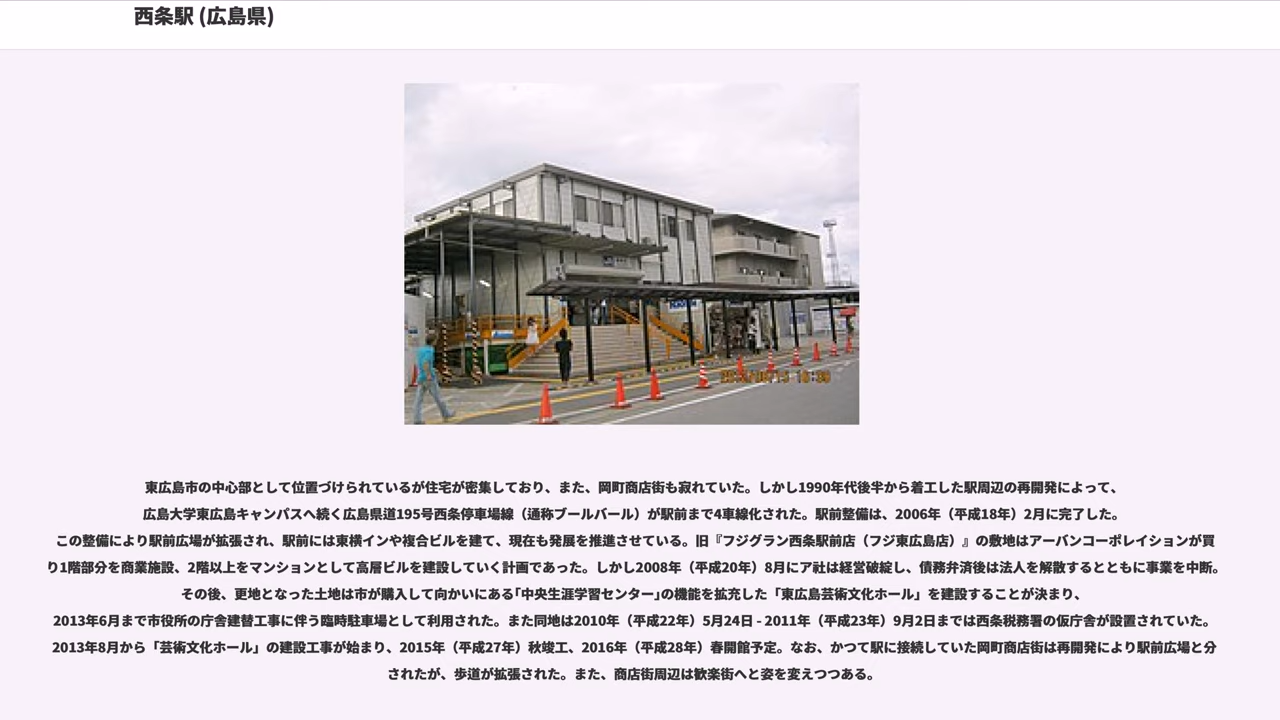 西条駅 (広島県)
東広島市の中心部として位置づけられているが住宅が密集しており、また、岡町商店街も寂れていた。しかし1990年代後半から着工した駅周辺の再開発によって、
広島大学東広島キャンパスへ続く広島県道195号西条停車場線（通称ブールバール）が駅前まで4車線化された。駅前整備は、2006年（平成18年）2月に完了した。
この整備により駅前広場が拡張され、駅前には東横インや複合ビルを建て、現在も発展を推進させている。旧『フジグラン西条駅前店（フジ東広島店）』の敷地はアーバンコーポレイションが買
り1階部分を商業施設、2階以上をマンションとして高層ビルを建設していく計画であった。しかし2008年（平成20年）8月にア社は経営破綻し、債務弁済後は法人を解散するとともに事業を中断。
その後、更地となった土地は市が購入して向かいにある｢中央生涯学習センター｣の機能を拡充した「東広島芸術文化ホール」を建設することが決まり、
2013年6月まで市役所の庁舎建替工事に伴う臨時駐車場として利用された。また同地は2010年（平成22年）5月24日 - 2011年（平成23年）9月2日までは西条税務署の仮庁舎が設置されていた。
2013年8月から「芸術文化ホール」の建設工事が始まり、2015年（平成27年）秋竣工、2016年（平成28年）春開館予定。なお、かつて駅に接続していた岡町商店街は再開発により駅前広場と分
されたが、歩道が拡張された。また、商店街周辺は歓楽街へと姿を変えつつある。